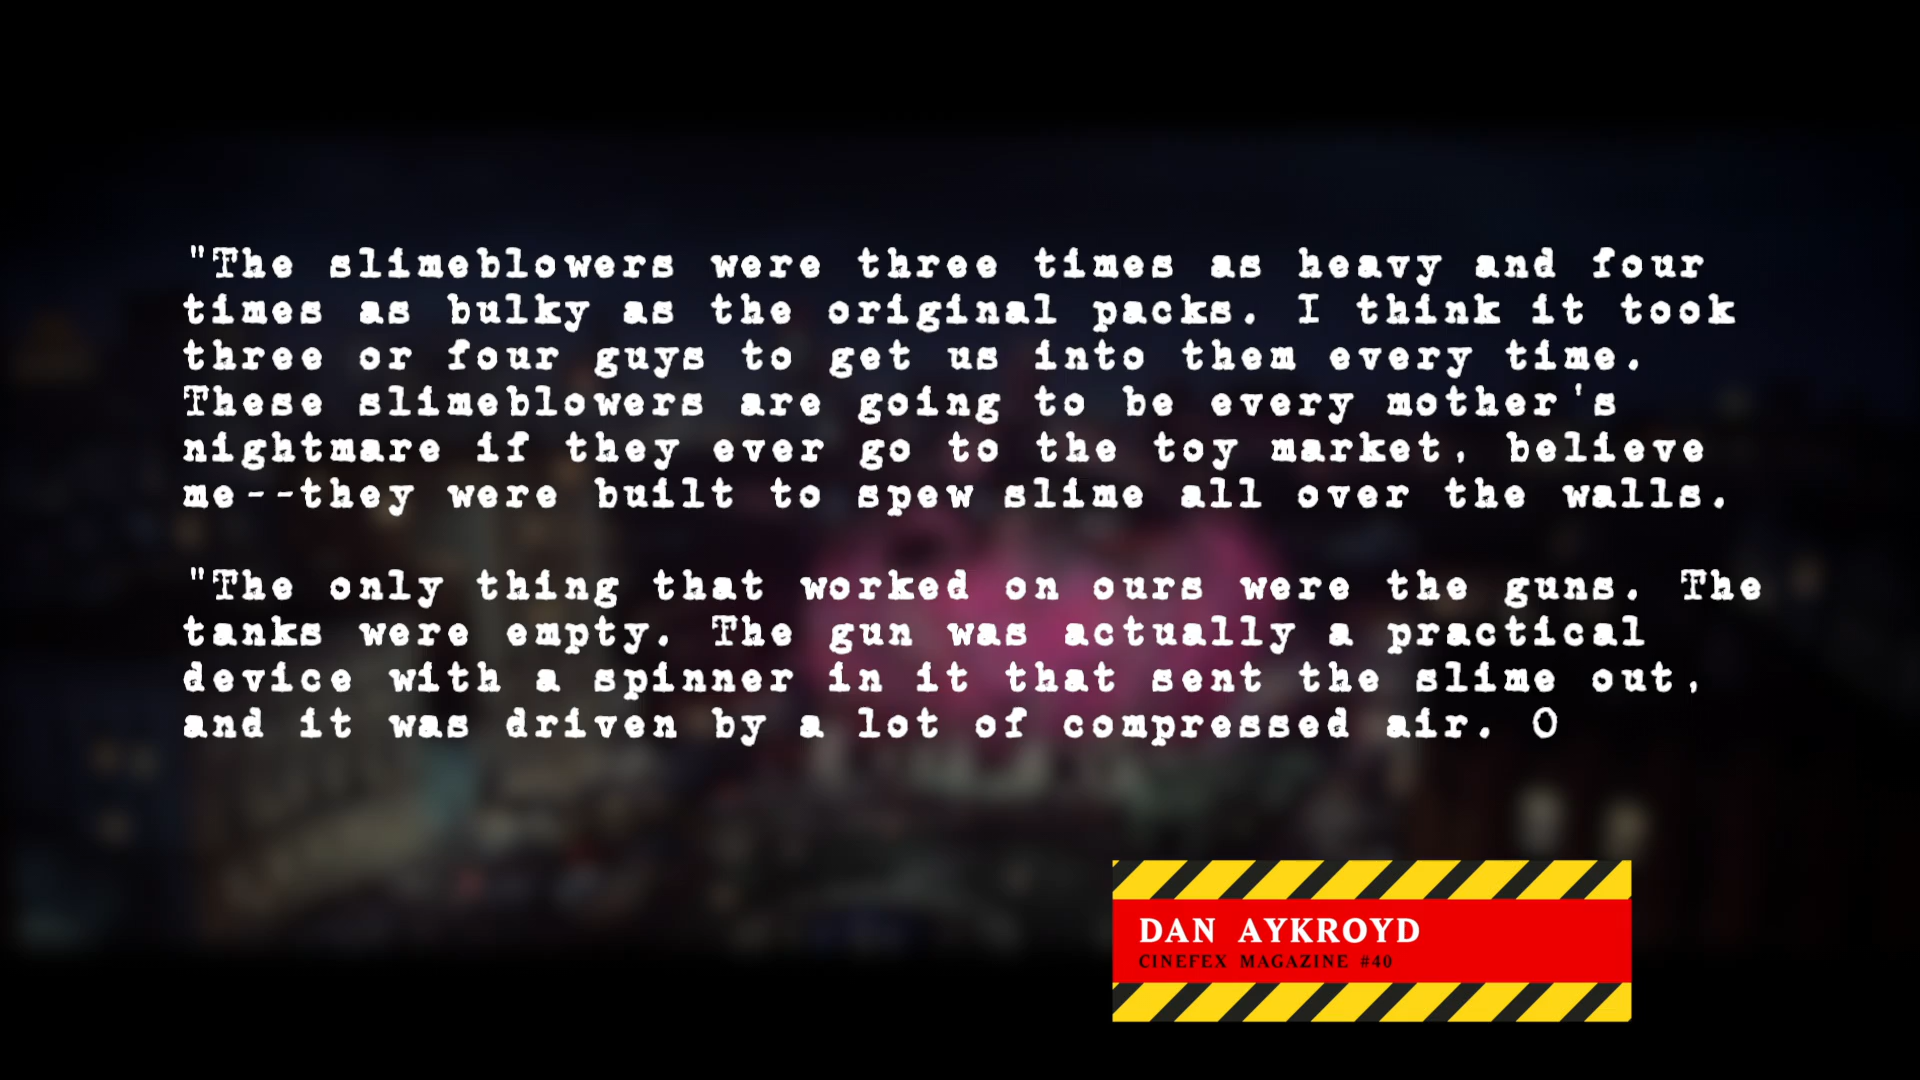 "The slimeblowers were three times as heavy and four
times as bulky as the original packs. I think it took
three or four guys to get us into them every time.
These slimeblowers are going to be every mother's
nightmare if they ever go to the toy market, believe
me--they were built to spew slime all over the walls.
"The only thing that worked on ours were the guns. The
tanks were empty. The gun was actually a practical
device with a spinner in it that sent the slime out,
and it was driven by a lot of compressed air. O
DAN AYKROYD
CINEFEX MAGAZINE #40